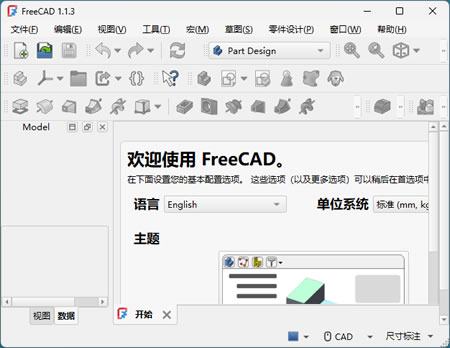 FreeCAD 1.1.3
文件(F) 编辑(E) 视图(V) 工具(T) 宏(M) 草图(S) 零件设计(P) 窗口(W) 帮助(H)
Part Design
Model
欢迎使用 FreeCAD。
在下面设置您的基本配置选项。 这些选项（以及更多选项）可以稍后在首选项中
语言 English 单位系统 标准 (mm, kg
主题
视图 数据 开始
CAD 尺寸标注